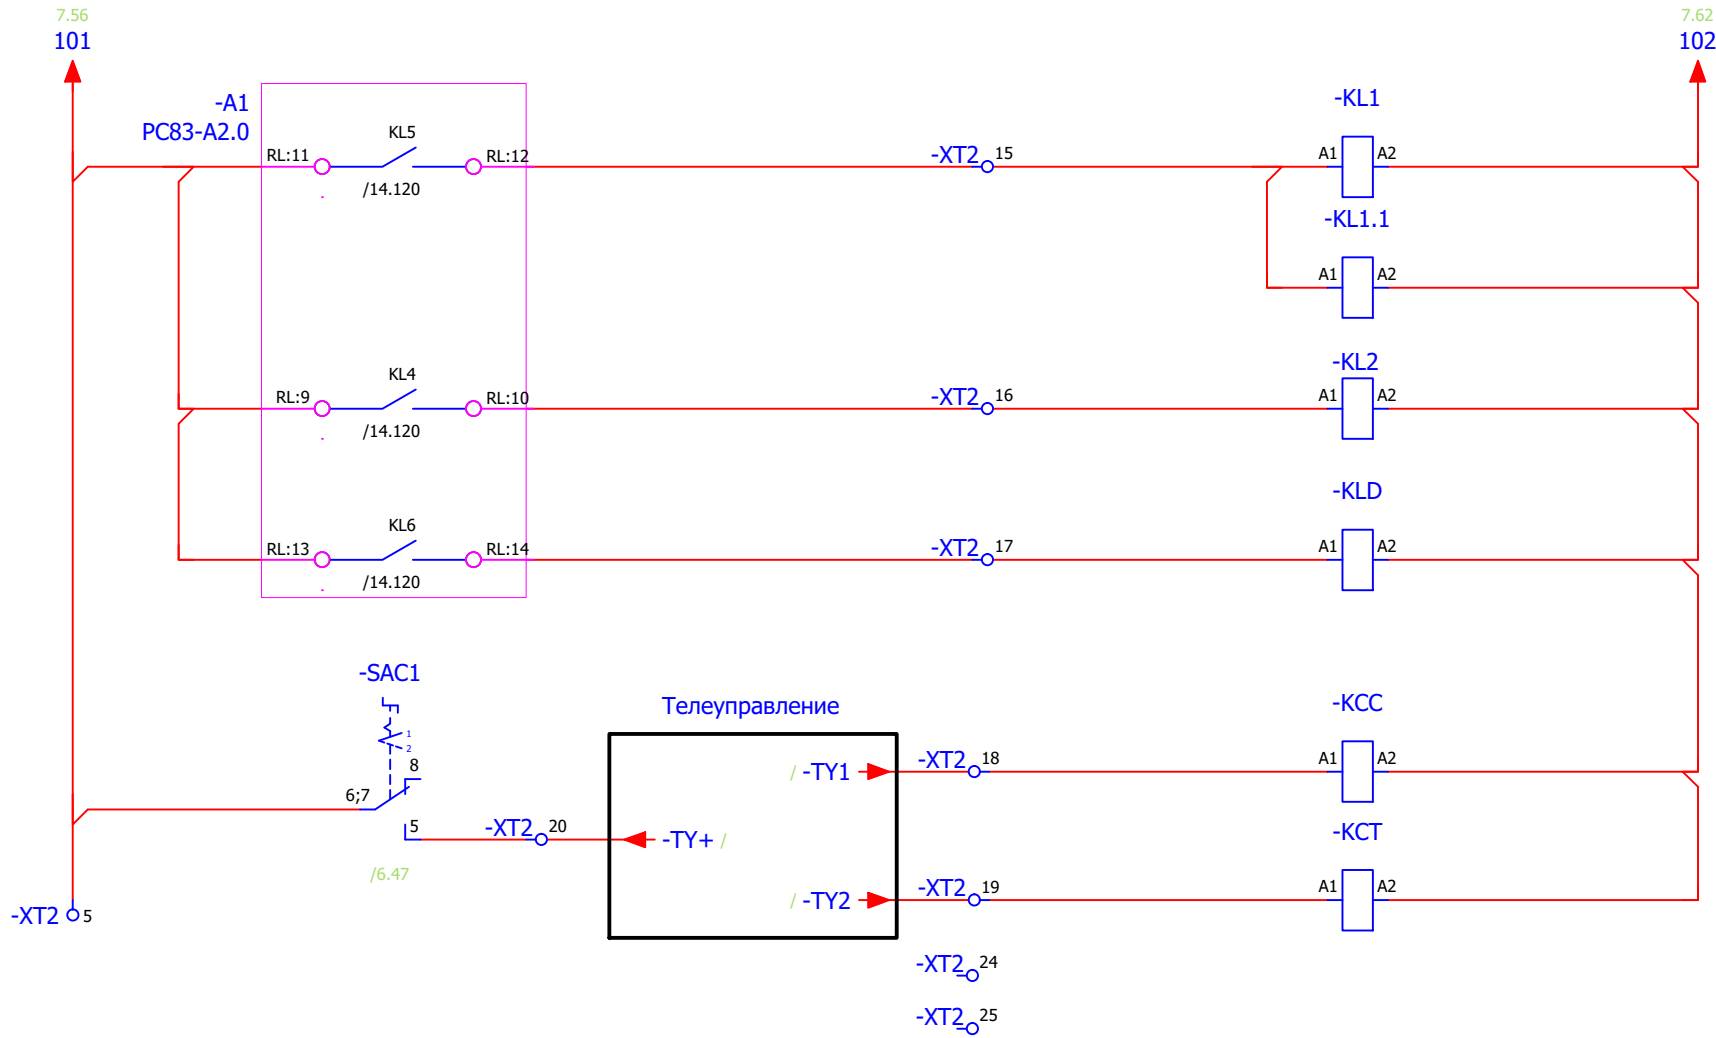 7.56
101
7.62
102
-A1
РС83-А2.0
KL5
RL:11
RL:12
/14.120
-XT2
15
-KL1
A1
A2
-KL1.1
A1
A2
KL4
RL:9
RL:10
/14.120
-XT2
16
-KL2
A1
A2
KL6
RL:13
RL:14
/14.120
-XT2
17
-KLD
A1
A2
-SAC1
1
2
8
6;7
5
/6.47
-XT2
20
Телеуправление
/ -TY1
-TY+ /
/ -TY2
-XT2
18
-KCC
A1
A2
-XT2
19
-KCT
A1
A2
-XT2
5
-XT2
24
-XT2
25